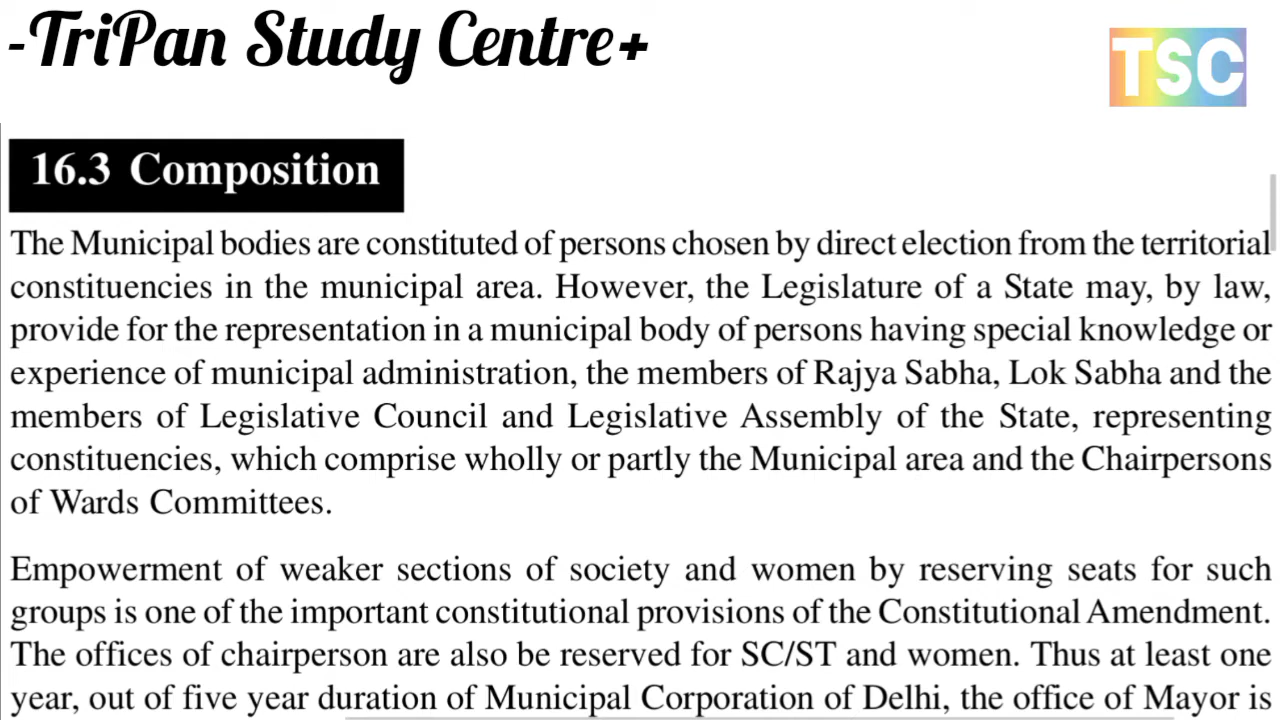 -TriPan Study Centre+
TSC
16.3 Composition
The Municipal bodies are constituted of persons chosen by direct election from the territorial
constituencies in the municipal area. However, the Legislature of a State may, by law,
provide for the representation in a municipal body of persons having special knowledge or
experience of municipal administration, the members of Rajya Sabha, Lok Sabha and the
members of Legislative Council and Legislative Assembly of the State, representing
constituencies, which comprise wholly or partly the Municipal area and the Chairpersons
of Wards Committees.
Empowerment of weaker sections of society and women by reserving seats for such
groups is one of the important constitutional provisions of the Constitutional Amendment.
The offices of chairperson are also be reserved for SC/ST and women. Thus at least one
year, out of five year duration of Municipal Corporation of Delhi, the office of Mayor is